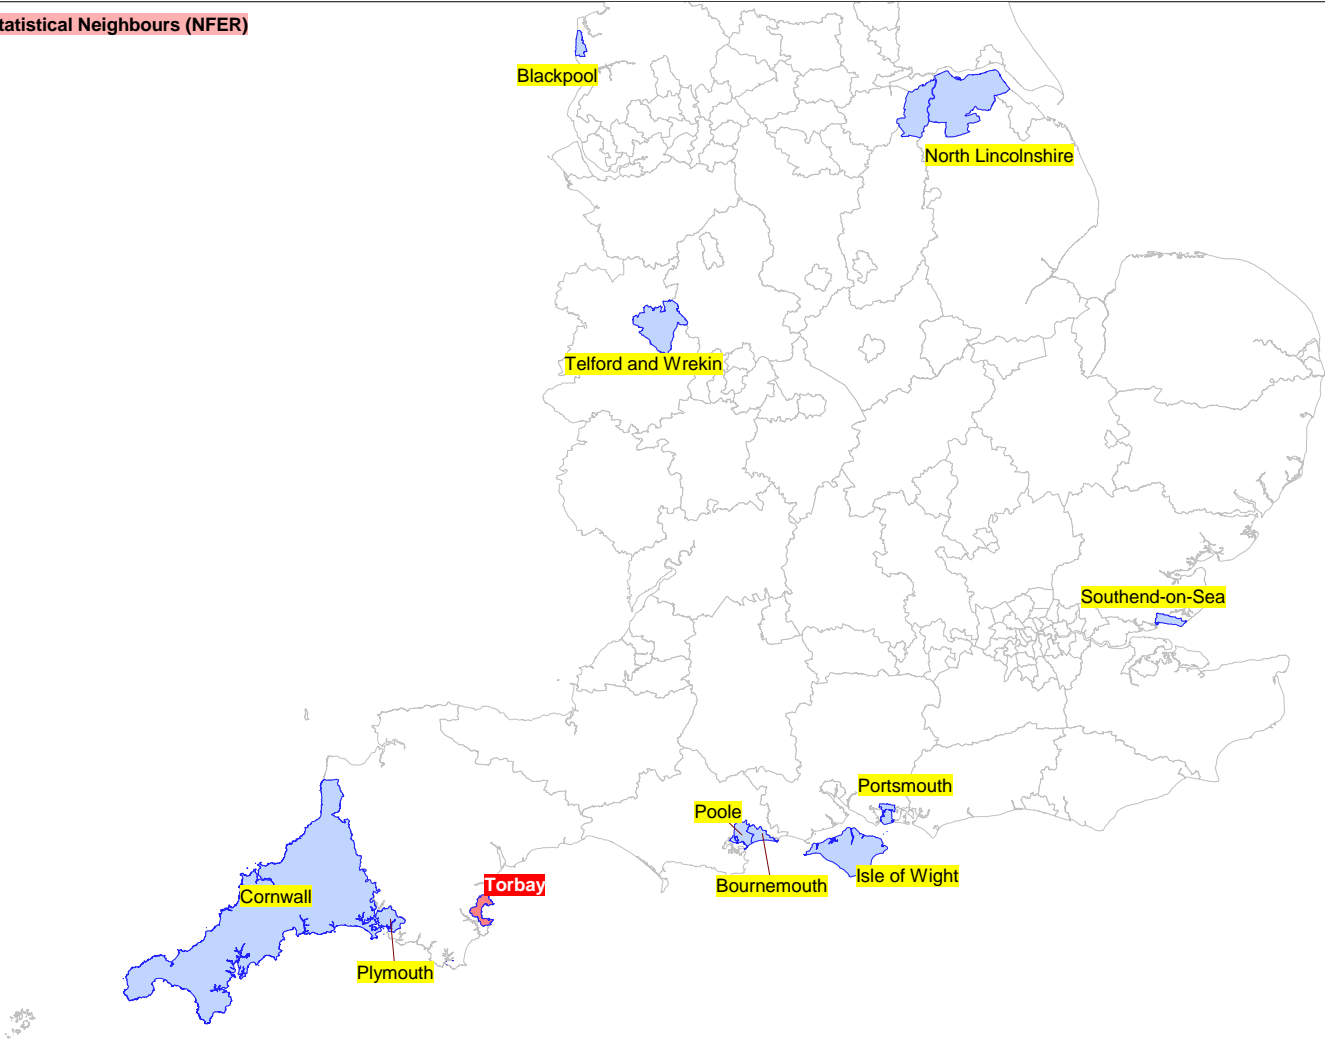 tatistical Neighbours (NFER)
Blackpool
North Lincolnshire
Telford and Wrekin
Southend-on-Sea
Portsmouth
Poole
Isle of Wight
Bournemouth
Torbay
Cornwall
Plymouth